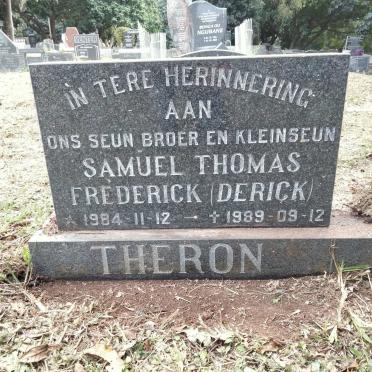 IN TERE HERINNERING
AAN
ONS SEUN BROER EN KLEINSEUN
SAMUEL THOMAS
FREDERICK (DERICK)
* 1984-11-12 → + 1989-09-12
THERON